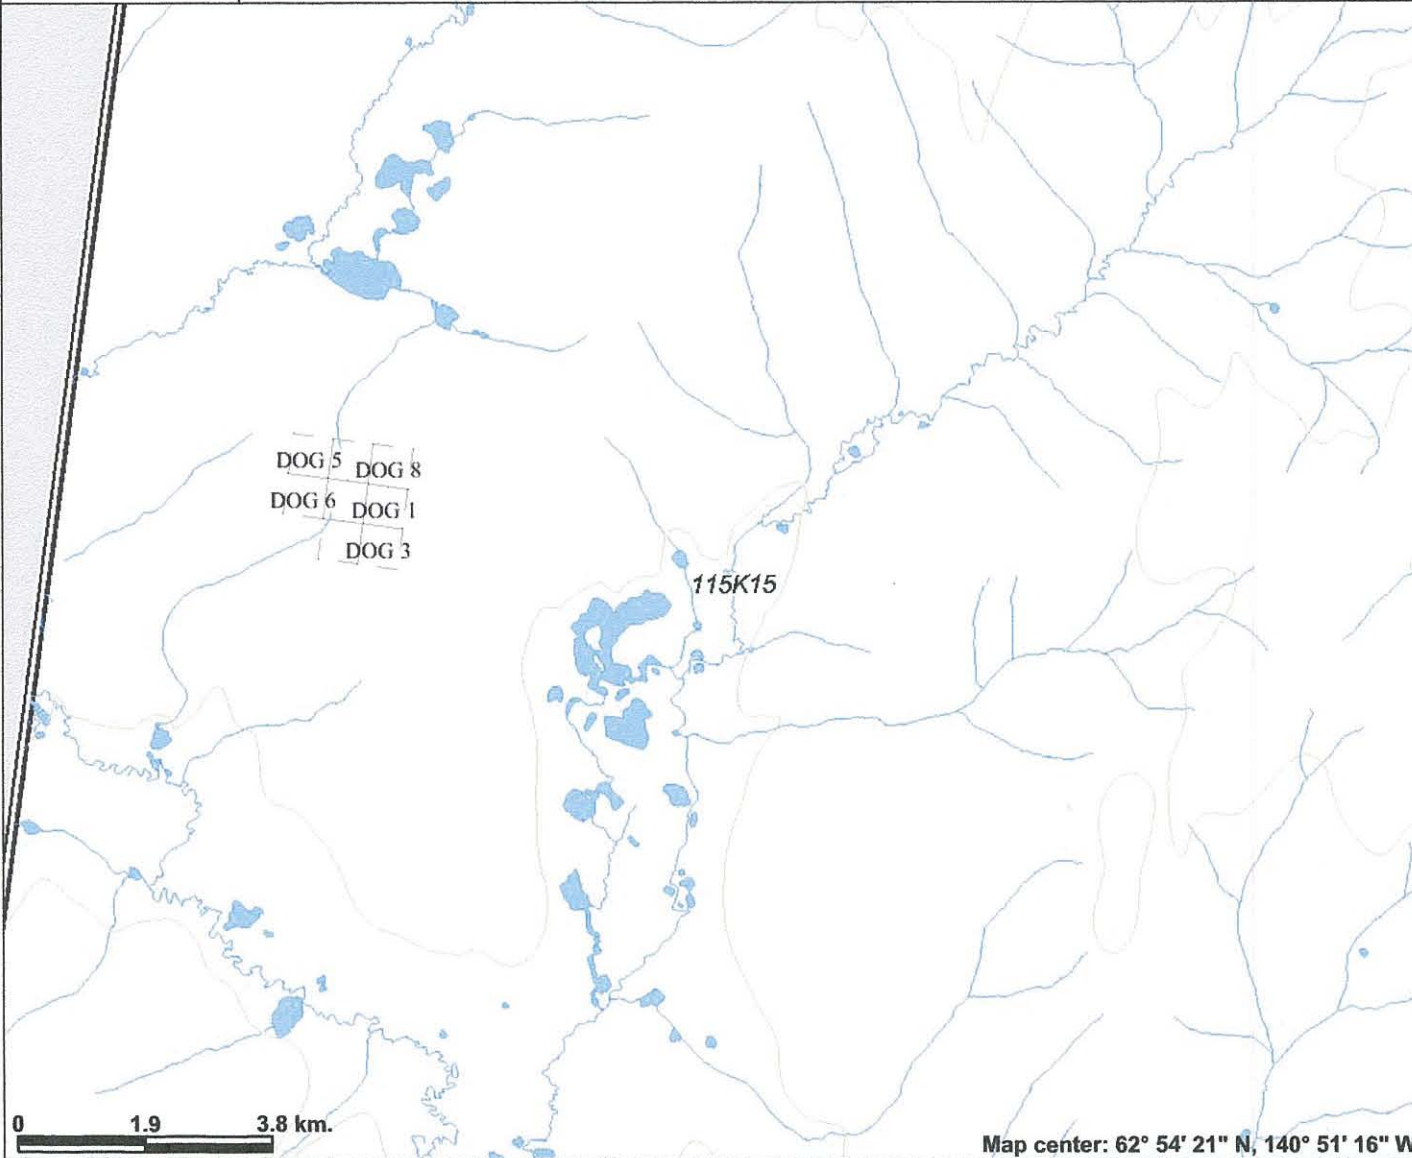 DOG 5
DOG 8
DOG 6
DOG 1
DOG 3
115K15
0 1.9 3.8 km.
Map center: 62° 54' 21" N, 140° 51' 16" W